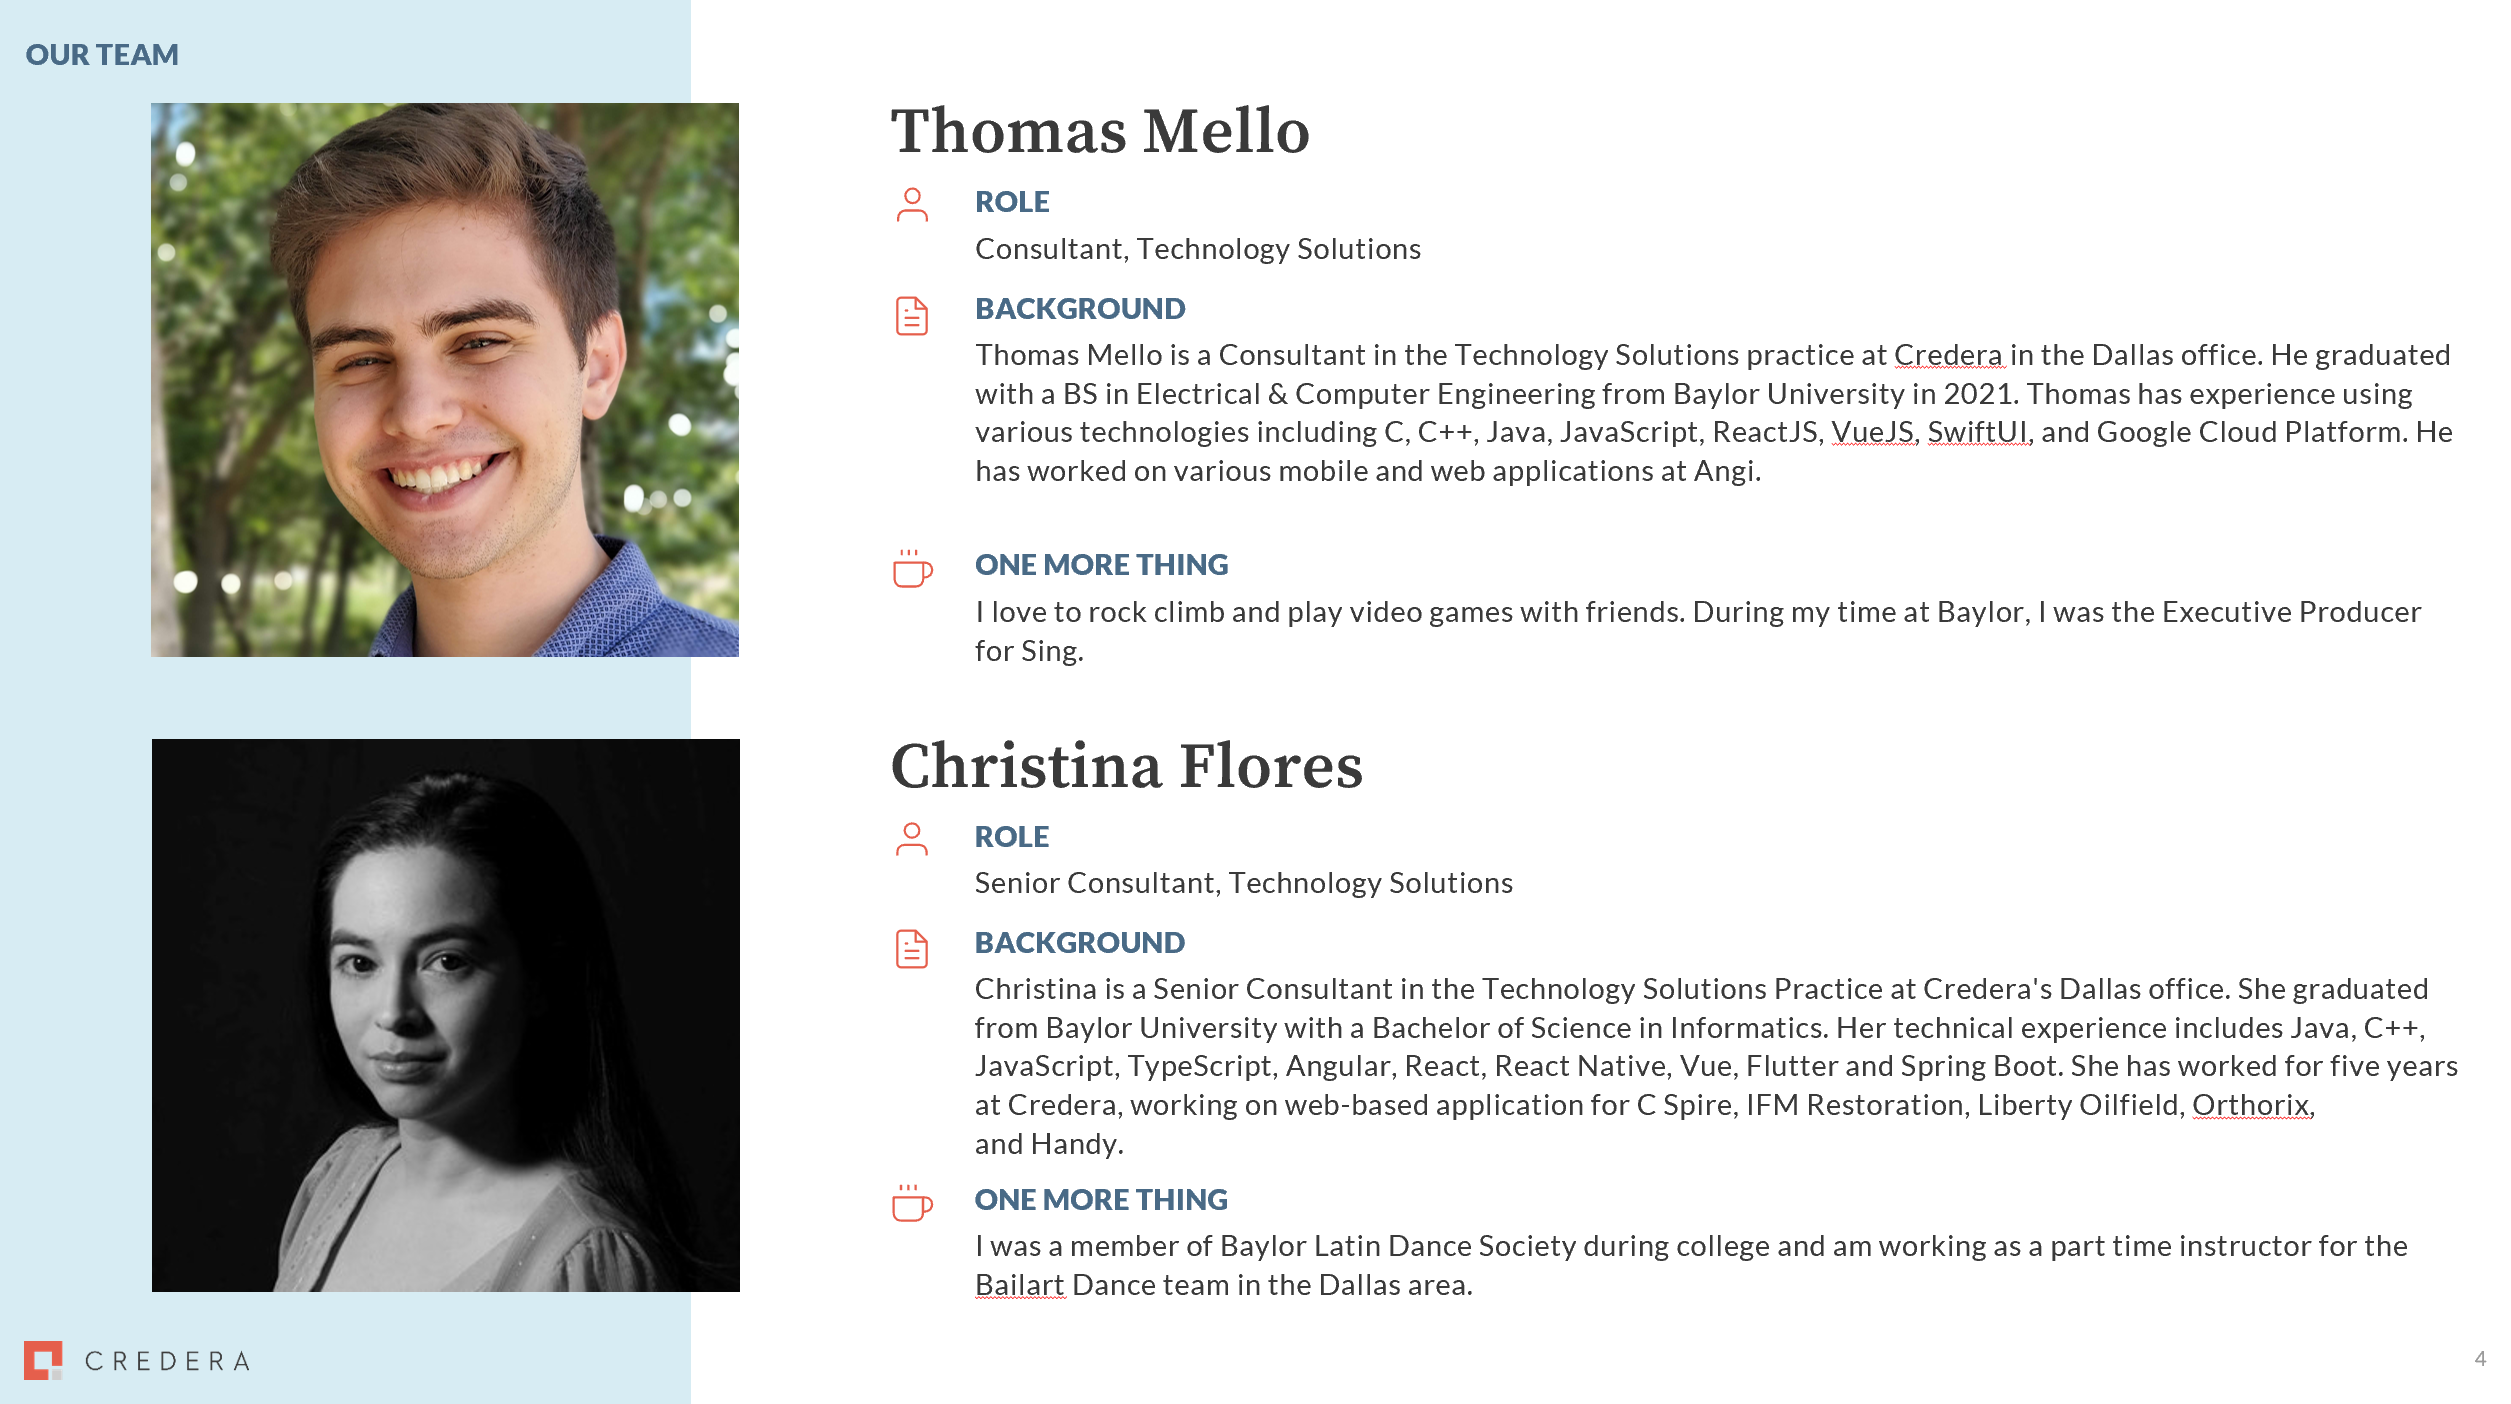 OUR TEAM
Thomas Mello
ROLE
Consultant, Technology Solutions
BACKGROUND
Thomas Mello is a Consultant in the Technology Solutions practice at Credera in the Dallas office. He graduated
with a BS in Electrical & Computer Engineering from Baylor University in 2021. Thomas has experience using
various technologies including C, C++, Java, JavaScript, ReactJS, VueJS, SwiftUI, and Google Cloud Platform. He
has worked on various mobile and web applications at Angi.
ONE MORE THING
I love to rock climb and play video games with friends. During my time at Baylor, I was the Executive Producer
for Sing.
Christina Flores
ROLE
Senior Consultant, Technology Solutions
BACKGROUND
Christina is a Senior Consultant in the Technology Solutions Practice at Credera's Dallas office. She graduated
from Baylor University with a Bachelor of Science in Informatics. Her technical experience includes Java, C++,
JavaScript, TypeScript, Angular, React, React Native, Vue, Flutter and Spring Boot. She has worked for five years
at Credera, working on web-based application for C Spire, IFM Restoration, Liberty Oilfield, Orthorix,
and Handy.
ONE MORE THING
I was a member of Baylor Latin Dance Society during college and am working as a part time instructor for the
Bailart Dance team in the Dallas area.
CREDERA
4